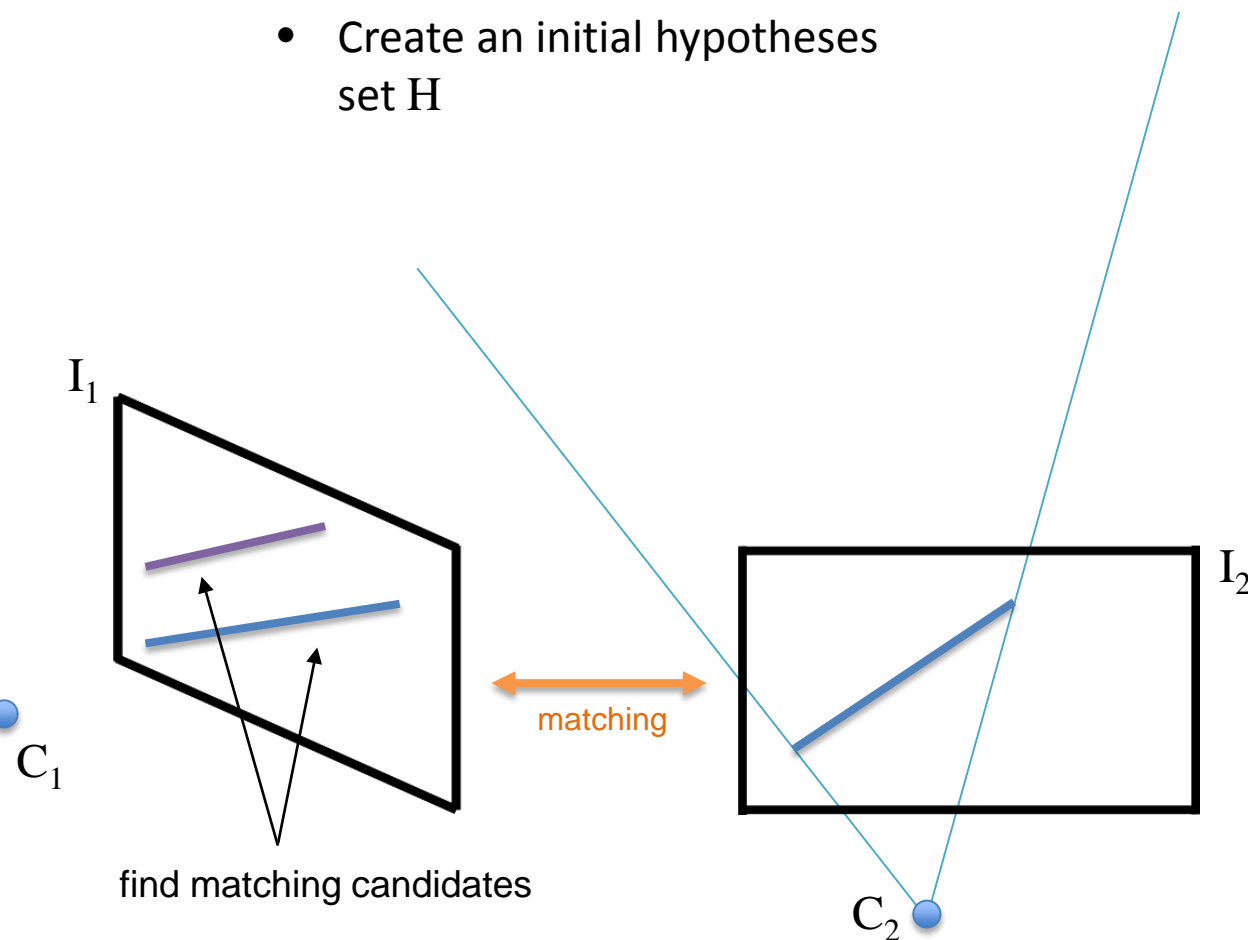 • Create an initial hypotheses
set H
I₁
I₂
matching
C₁
find matching candidates
C₂